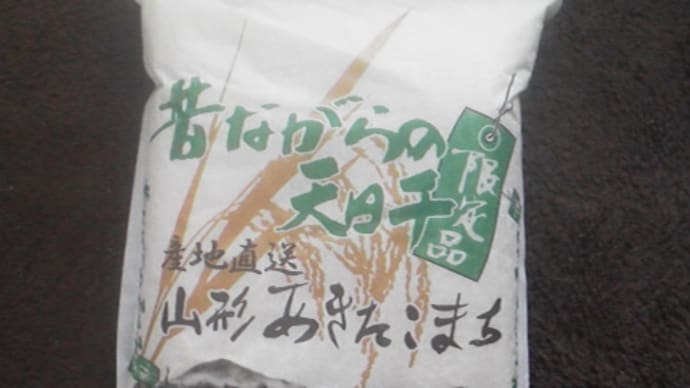 昔ながらの
天日干
限定品
産地直送
山形あきたこまち